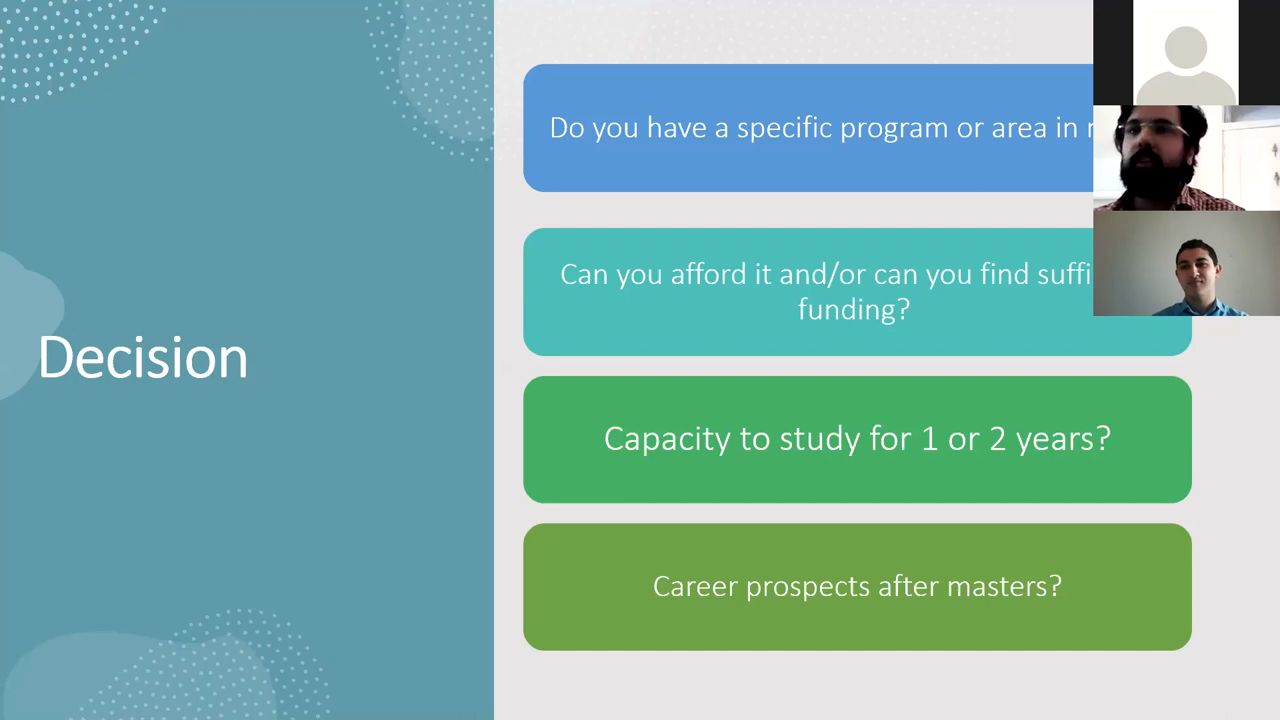 Decision
Do you have a specific program or area in
Can you afford it and/or can you find
funding?
Capacity to study for 1 or 2 years?
Career prospects after masters?